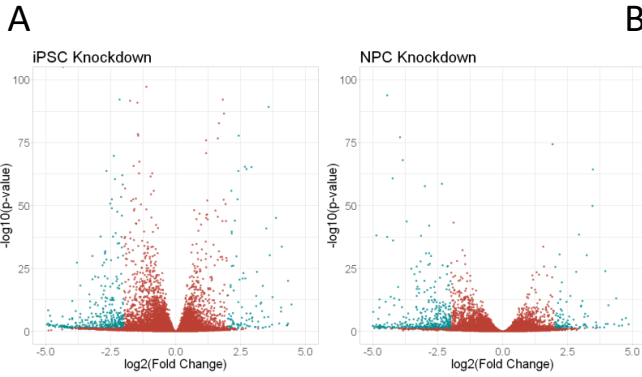 A
B
iPSC Knockdown
NPC Knockdown
100
75
50
25
0
-log10(p-value)
-5.0
-2.5
0.0
2.5
5.0
log2(Fold Change)
100
75
50
25
0
-log10(p-value)
-5.0
-2.5
0.0
2.5
5.0
log2(Fold Change)